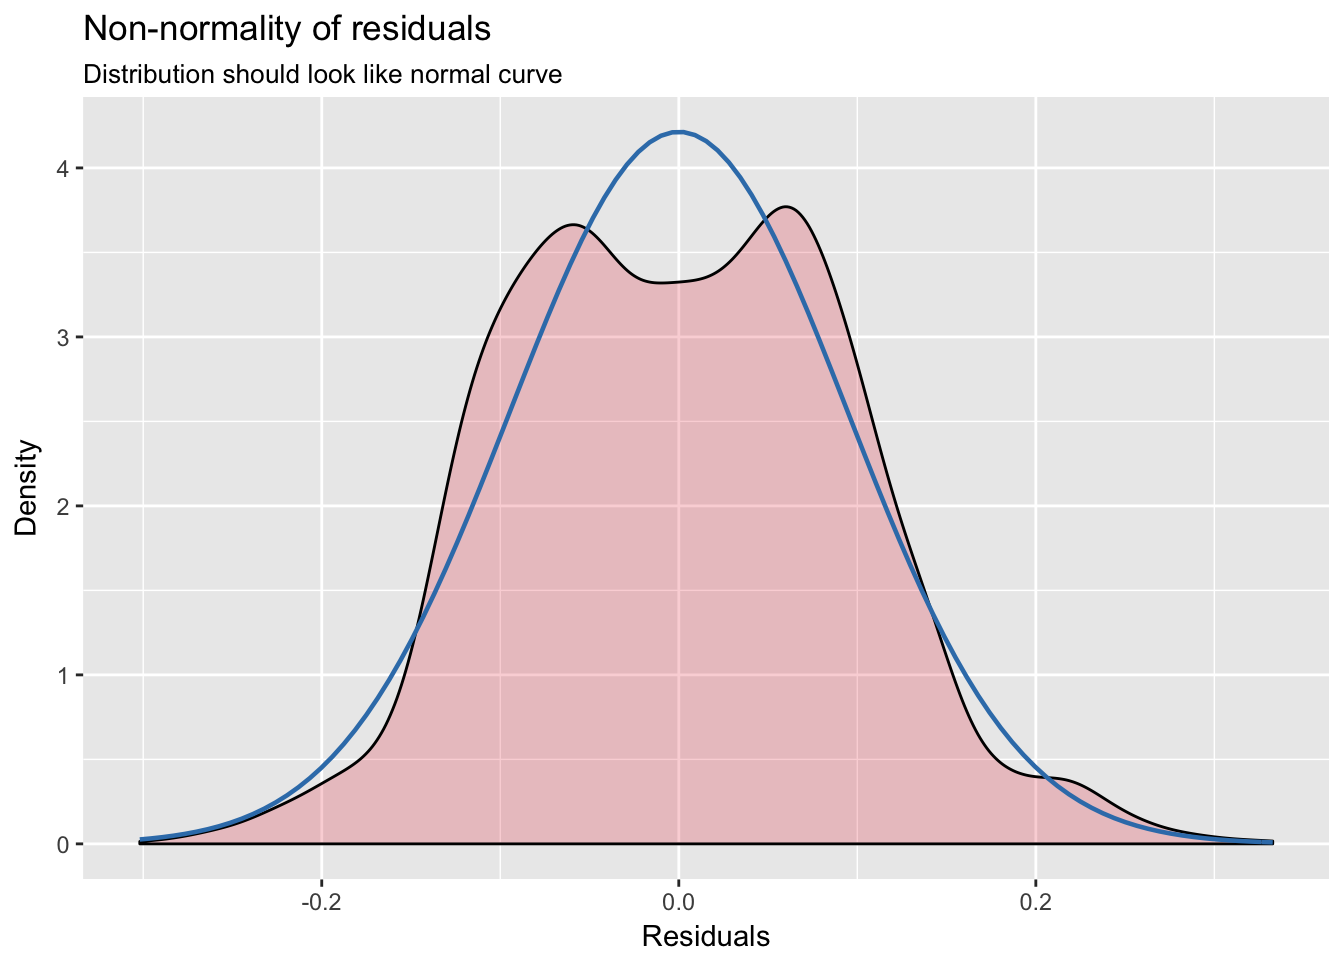 Non-normality of residuals
Distribution should look like normal curve
4
3
2
1
0
Density
-0.2 0.0 0.2
Residuals